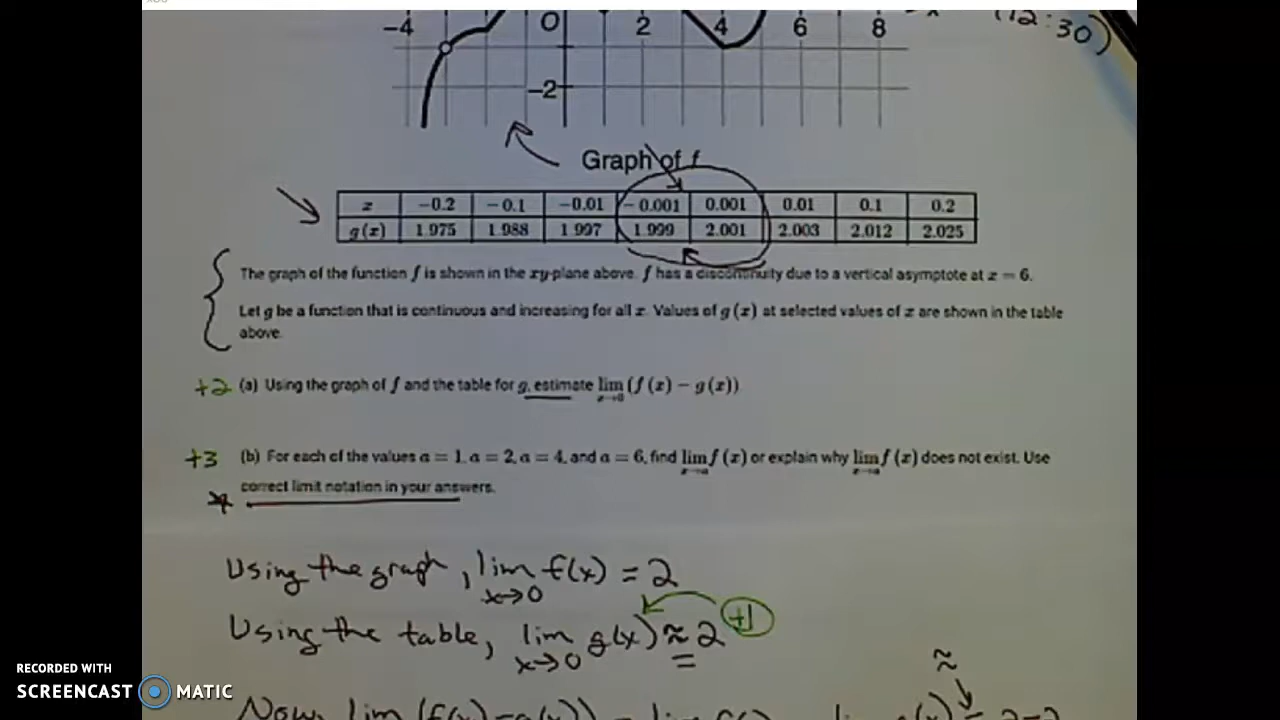 -4 0 2 4 6 8
(12:30)
-2
Graph of f
x -0.2 -0.1 -0.01 -0.001 0.001 0.01 0.1 0.2
g(x) 1.975 1.988 1.997 1.999 2.001 2.003 2.012 2.025
The graph of the function f is shown in the xy-plane above. f has a discontinuity due to a vertical asymptote at x = 6.
Let g be a function that is continuous and increasing for all x. Values of g(x) at selected values of x are shown in the table
above.
+2 (a) Using the graph of f and the table for g, estimate lim x→0 (f(x) − g(x))
+3 (b) For each of the values a = 1, a = 2, a = 4, and a = 6, find lim x→a f(x) or explain why lim x→a f(x) does not exist. Use
* correct limit notation in your answers.
Using the graph, lim x→0 f(x) = 2
Using the table, lim x→0 g(x) ≈ 2 +1
≈
Now, lim (f(x)-g(x)) = lim = 2-2
RECORDED WITH
SCREENCAST MATIC